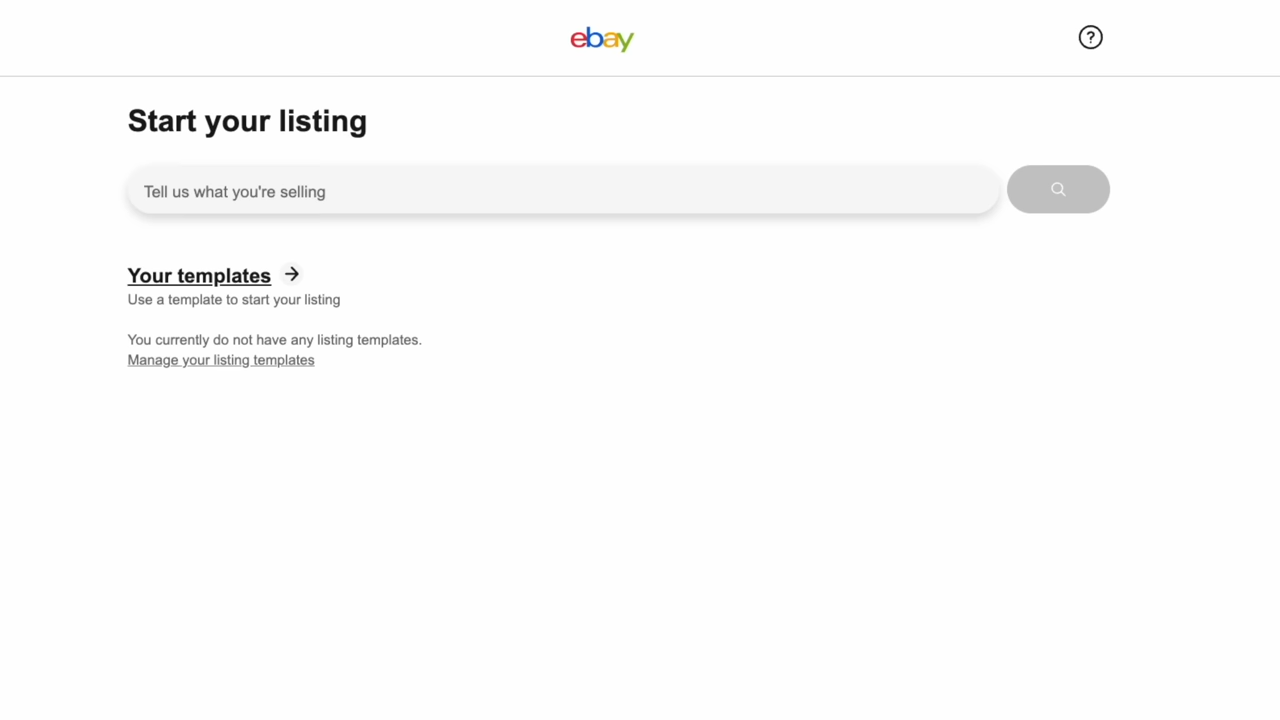 ebay
?
Start your listing
Tell us what you're selling
Your templates →
Use a template to start your listing
You currently do not have any listing templates.
Manage your listing templates